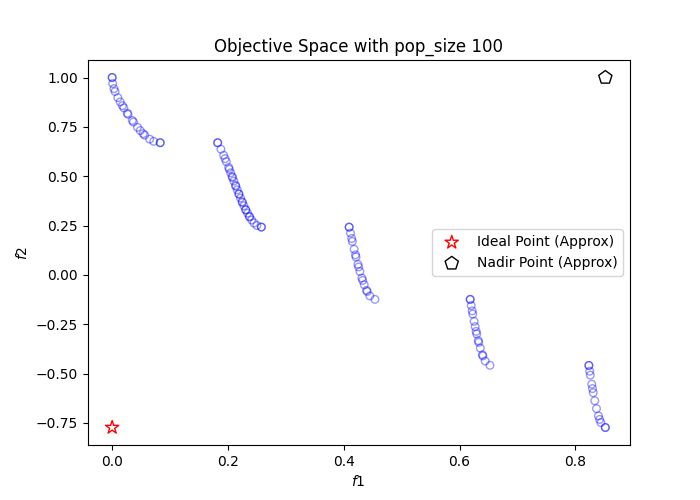 Objective Space with pop_size 100
1.00
0.75
0.50
0.25
0.00
−0.25
−0.50
−0.75
f2
Ideal Point (Approx)
Nadir Point (Approx)
0.0 0.2 0.4 0.6 0.8
f1